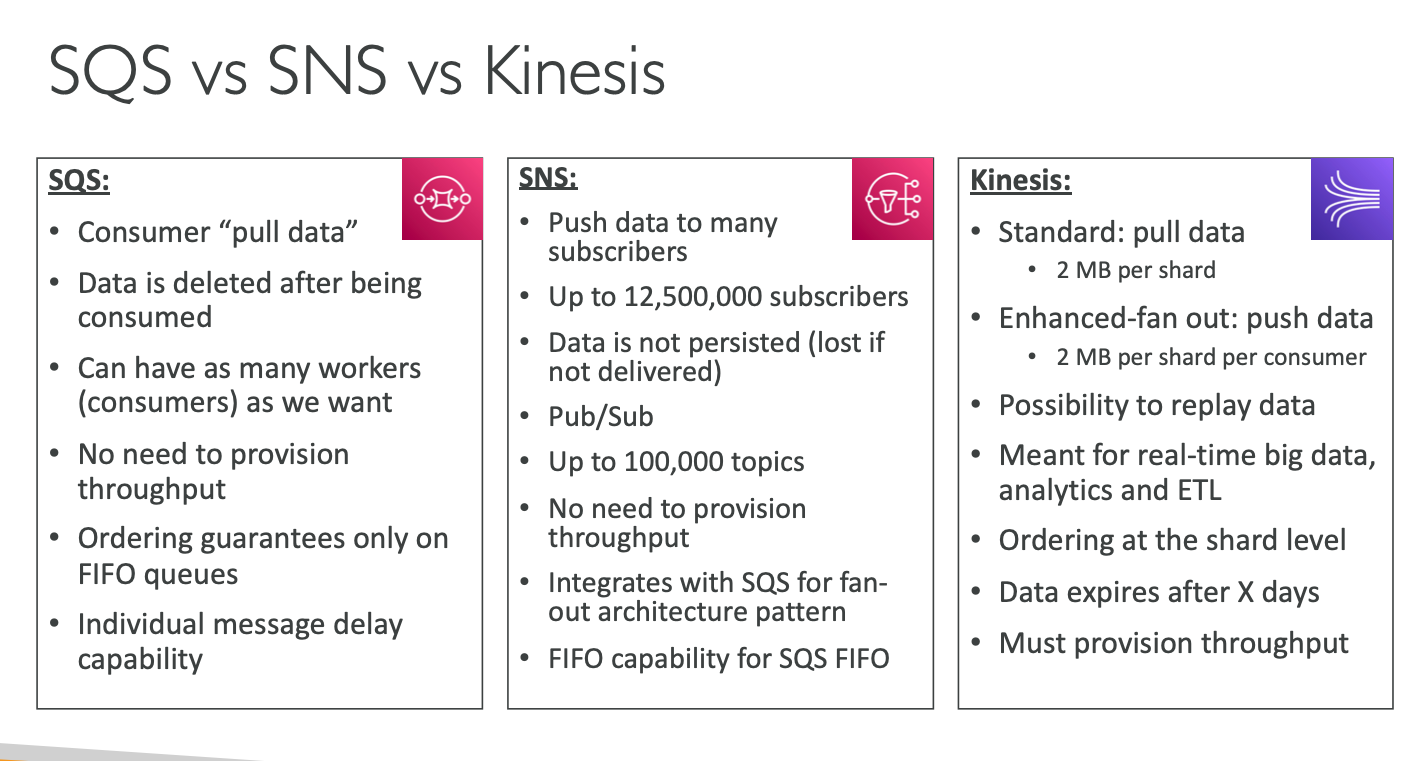 SQS vs SNS vs Kinesis
SQS:
• Consumer “pull data”
• Data is deleted after being
consumed
• Can have as many workers
(consumers) as we want
• No need to provision
throughput
• Ordering guarantees only on
FIFO queues
• Individual message delay
capability
SNS:
• Push data to many
subscribers
• Up to 12,500,000 subscribers
• Data is not persisted (lost if
not delivered)
• Pub/Sub
• Up to 100,000 topics
• No need to provision
throughput
• Integrates with SQS for fan-
out architecture pattern
• FIFO capability for SQS FIFO
Kinesis:
• Standard: pull data
• 2 MB per shard
• Enhanced-fan out: push data
• 2 MB per shard per consumer
• Possibility to replay data
• Meant for real-time big data,
analytics and ETL
• Ordering at the shard level
• Data expires after X days
• Must provision throughput